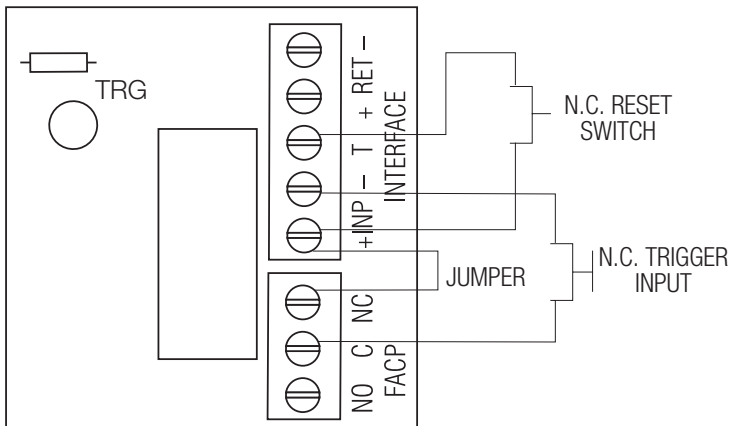 TRG
+INP – T + RET –
INTERFACE
NO C NC
FACP
N.C. RESET
SWITCH
JUMPER
N.C. TRIGGER
INPUT